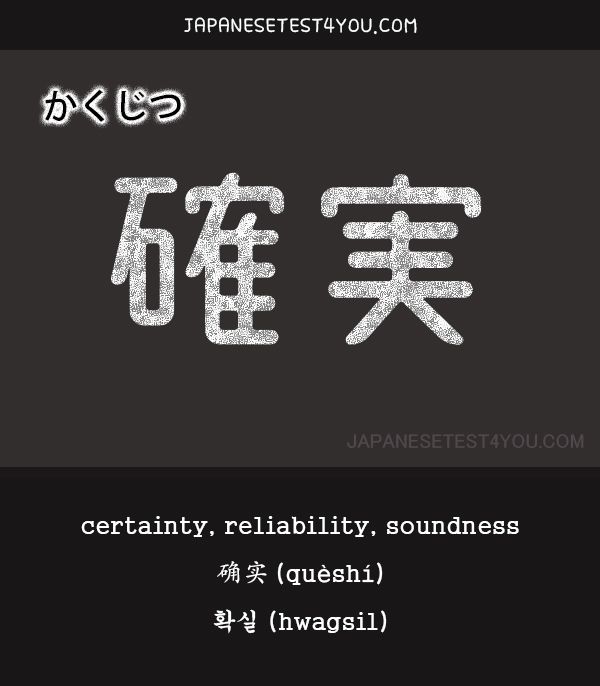 JAPANESETEST4YOU.COM
かくじつ
確実
JAPANESETEST4YOU.COM
certainty, reliability, soundness
确实 (quèshí)
확실 (hwagsil)